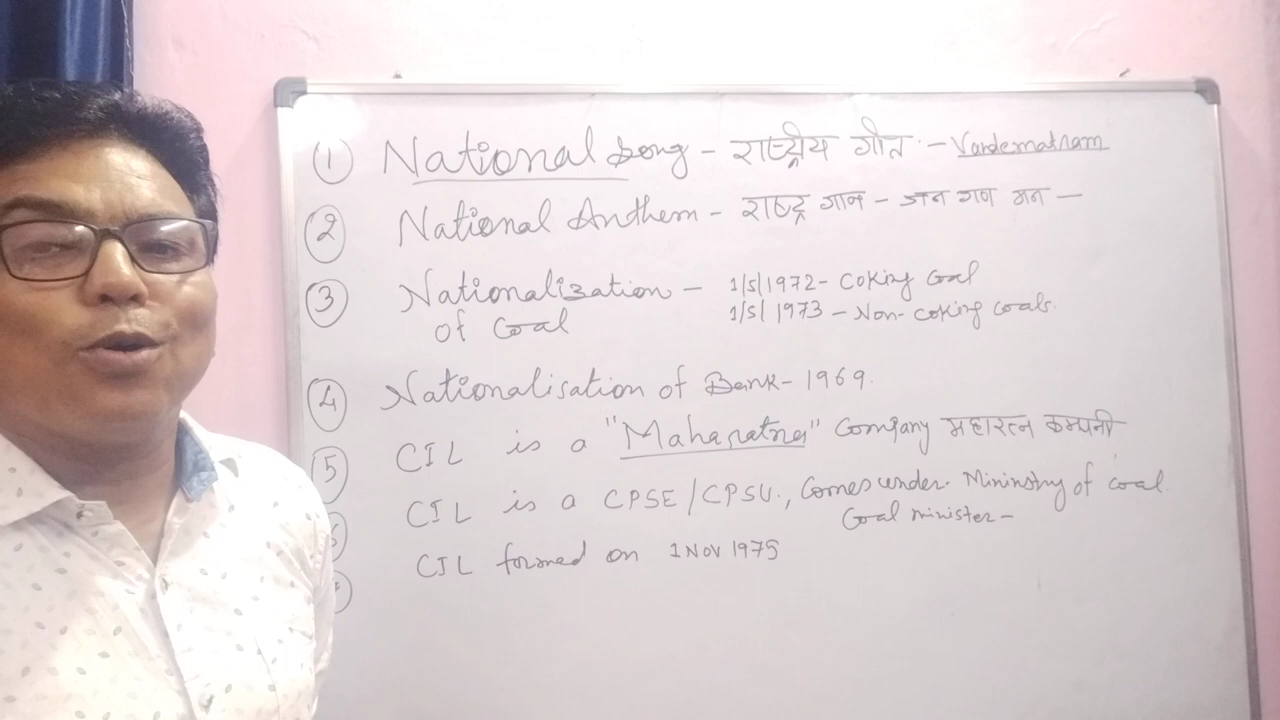 ① National Song - राष्ट्रीय गीत - Vandematram
② National Anthem - राष्ट्र गान - जन गण मन -
③ Nationalization of Coal - 1/5/1972 - Coking Coal
1/5/1973 - Non-coking coals.
④ Nationalisation of Bank - 1969.
⑤ CIL is a "Maharatna" Company महारत्न कम्पनी
6 CIL is a CPSE/CPSU, Comes under Mininstry of coal.
Coal minister -
CIL formed on 1 NOV 1975